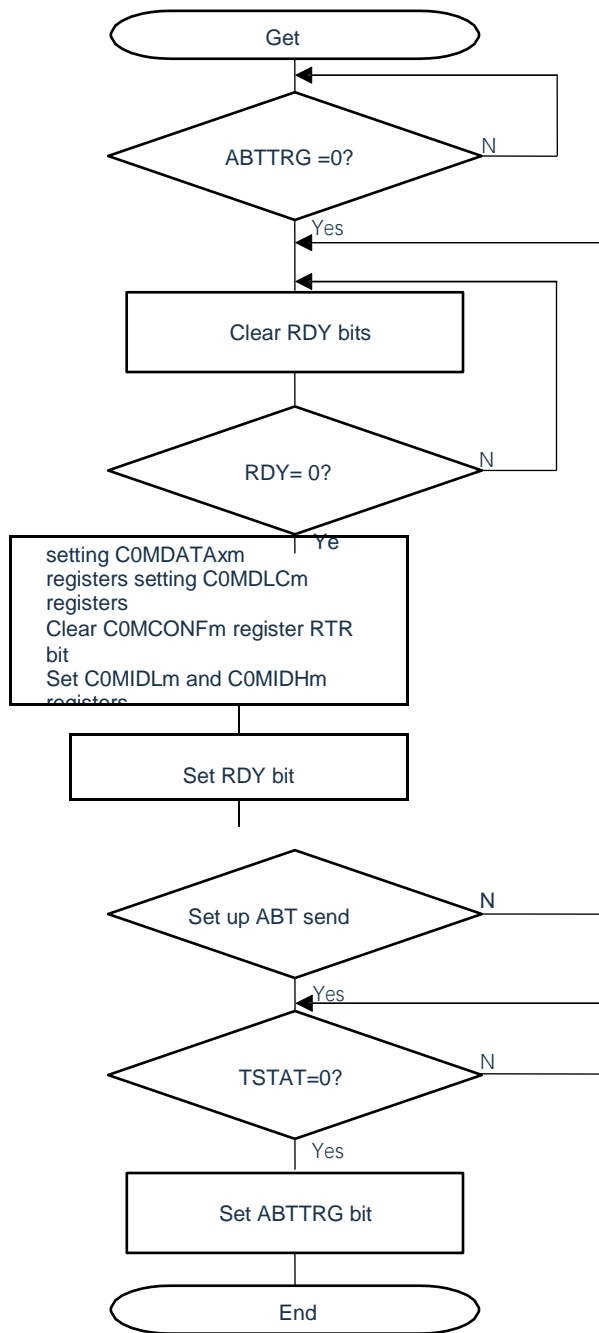 Get
ABTTRG =0?
N
Yes
Clear RDY bits
RDY= 0?
N
Ye
setting C0MDATAxm
registers setting C0MDLCm
registers
Clear C0MCONFm register RTR
bit
Set C0MIDLm and C0MIDHm
registers
Set RDY bit
Set up ABT send
N
Yes
TSTAT=0?
N
Yes
Set ABTTRG bit
End